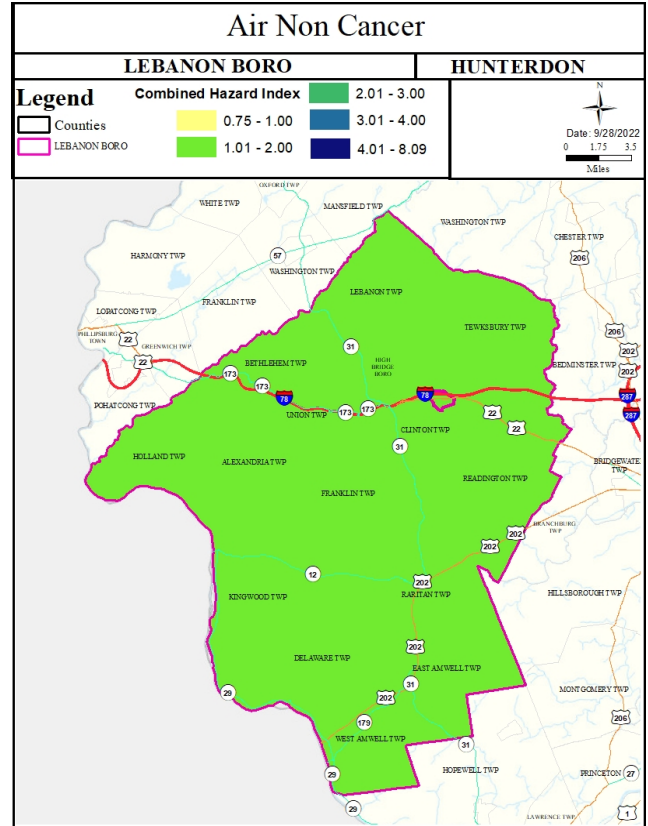 Air Non Cancer
LEBANON BORO
HUNTERDON
Legend
Counties
LEBANON BORO
Combined Hazard Index
0.75 - 1.00
1.01 - 2.00
2.01 - 3.00
3.01 - 4.00
4.01 - 8.09
N
Date: 9/28/2022
0 1.75 3.5
Miles
OXFORD TWP
WHITE TWP
MANSFIELD TWP
WASHINGTON TWP
CHESTER TWP
206
HARMONY TWP
57
WASHINGTON TWP
LEBANON TWP
FRANKLIN TWP
LOPATCONG TWP
TEWKSBURY TWP
PHILLIPSBURG
TOWN
22
GREENWICH TWP
22
31
206
202
BEDMINSTER TWP
202
HIGH
BRIDGE
BORO
BETHLEHEM TWP
173
173
78
78
287
287
POHATCONG TWP
UNION TWP
173
173
22
22
CLINTON TWP
31
HOLLAND TWP
ALEXANDRIA TWP
BRIDGEWATE
TWP
READINGTON TWP
FRANKLIN TWP
BRANCHBURG
TWP
202
202
12
202
KINGWOOD TWP
RARITAN TWP
HILLSBOROUGH TWP
202
DELAWARE TWP
EAST AMWELL TWP
31
29
202
MONTGOMERY TWP
206
179
WEST AMWELL TWP
31
29
HOPEWELL TWP
PRINCETON
27
29
LAWRENCE TWP
1